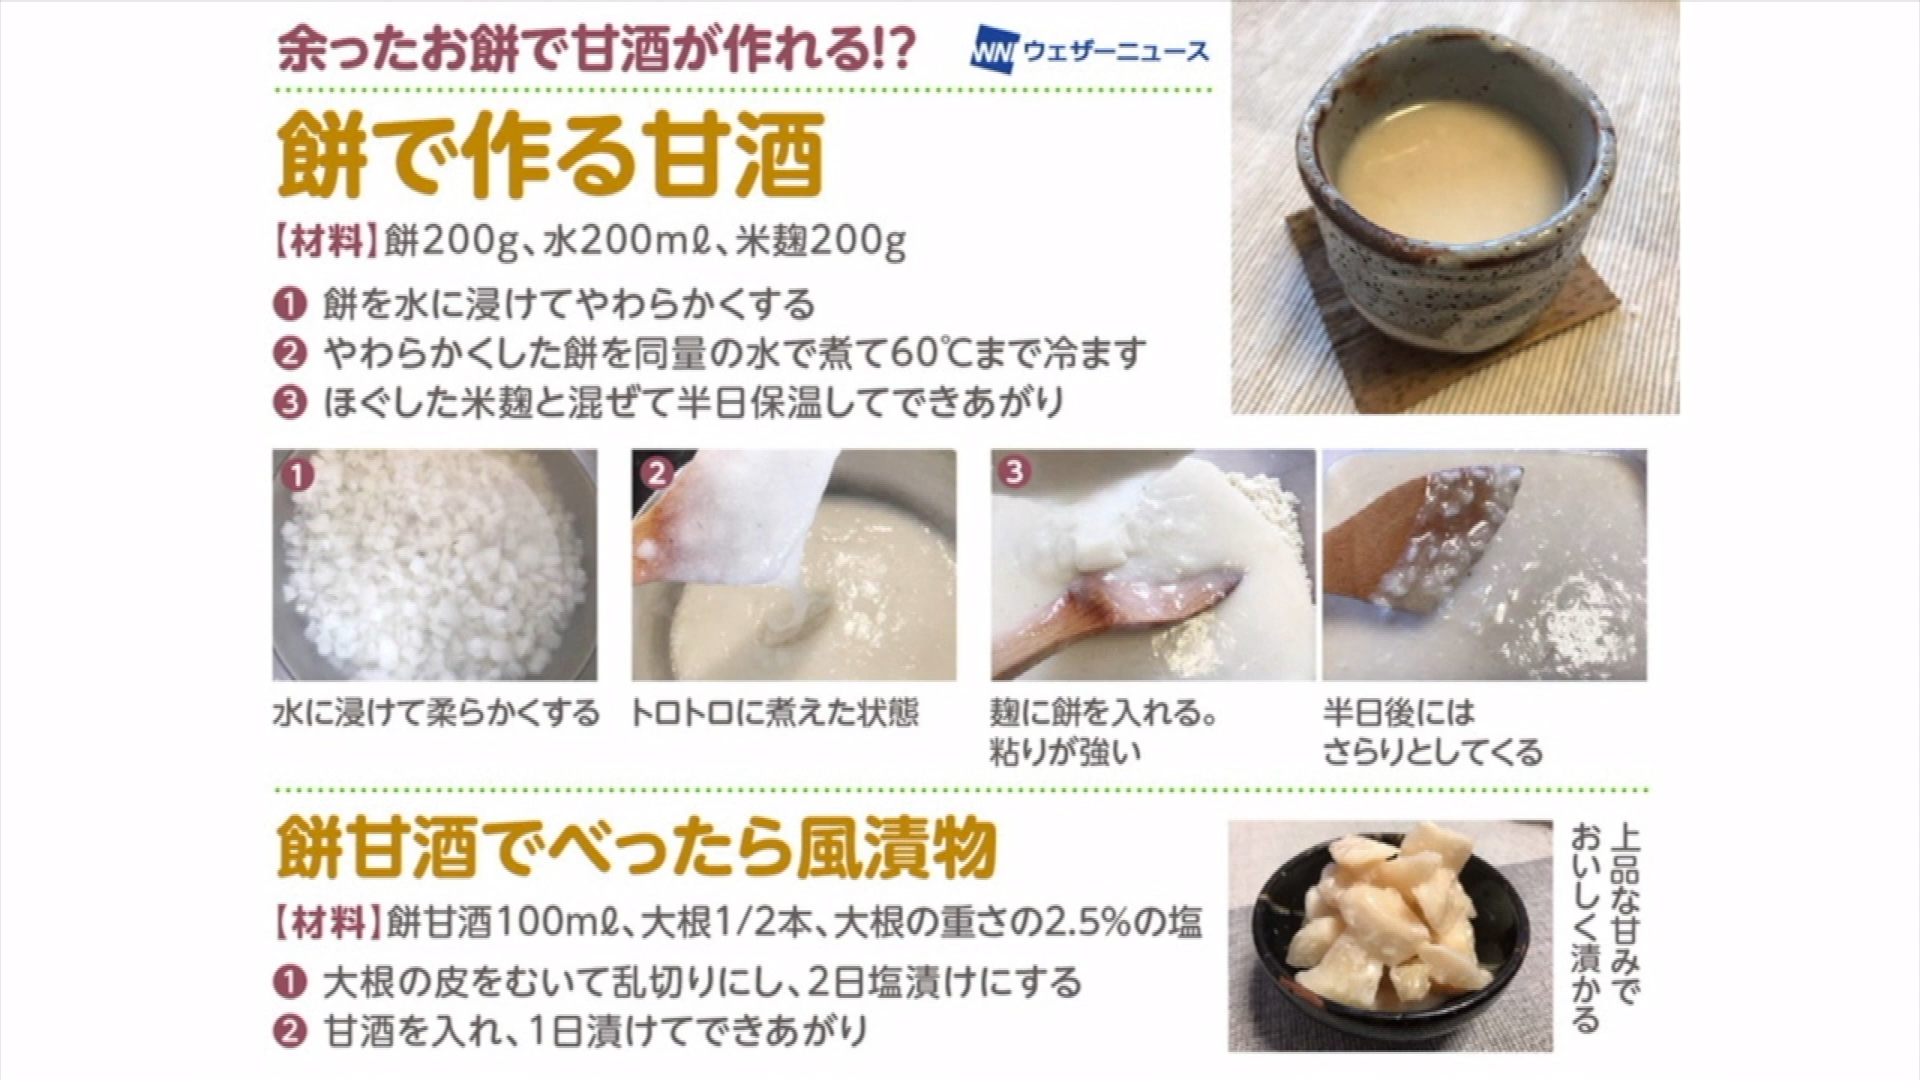 余ったお餅で甘酒が作れる!?
WN ウェザーニュース
餅で作る甘酒
【材料】餅200g、水200mℓ、米麹200g
1 餅を水に浸けてやわらかくする
2 やわらかくした餅を同量の水で煮て60℃まで冷ます
3 ほぐした米麹と混ぜて半日保温してできあがり
1
水に浸けて柔らかくする
2
トロトロに煮えた状態
3
麹に餅を入れる。
粘りが強い
半日後には
さらりとしてくる
餅甘酒でべったら風漬物
【材料】餅甘酒100mℓ、大根1/2本、大根の重さの2.5%の塩
1 大根の皮をむいて乱切りにし、2日塩漬けにする
2 甘酒を入れ、1日漬けてできあがり
上品な甘みで
おいしく漬かる